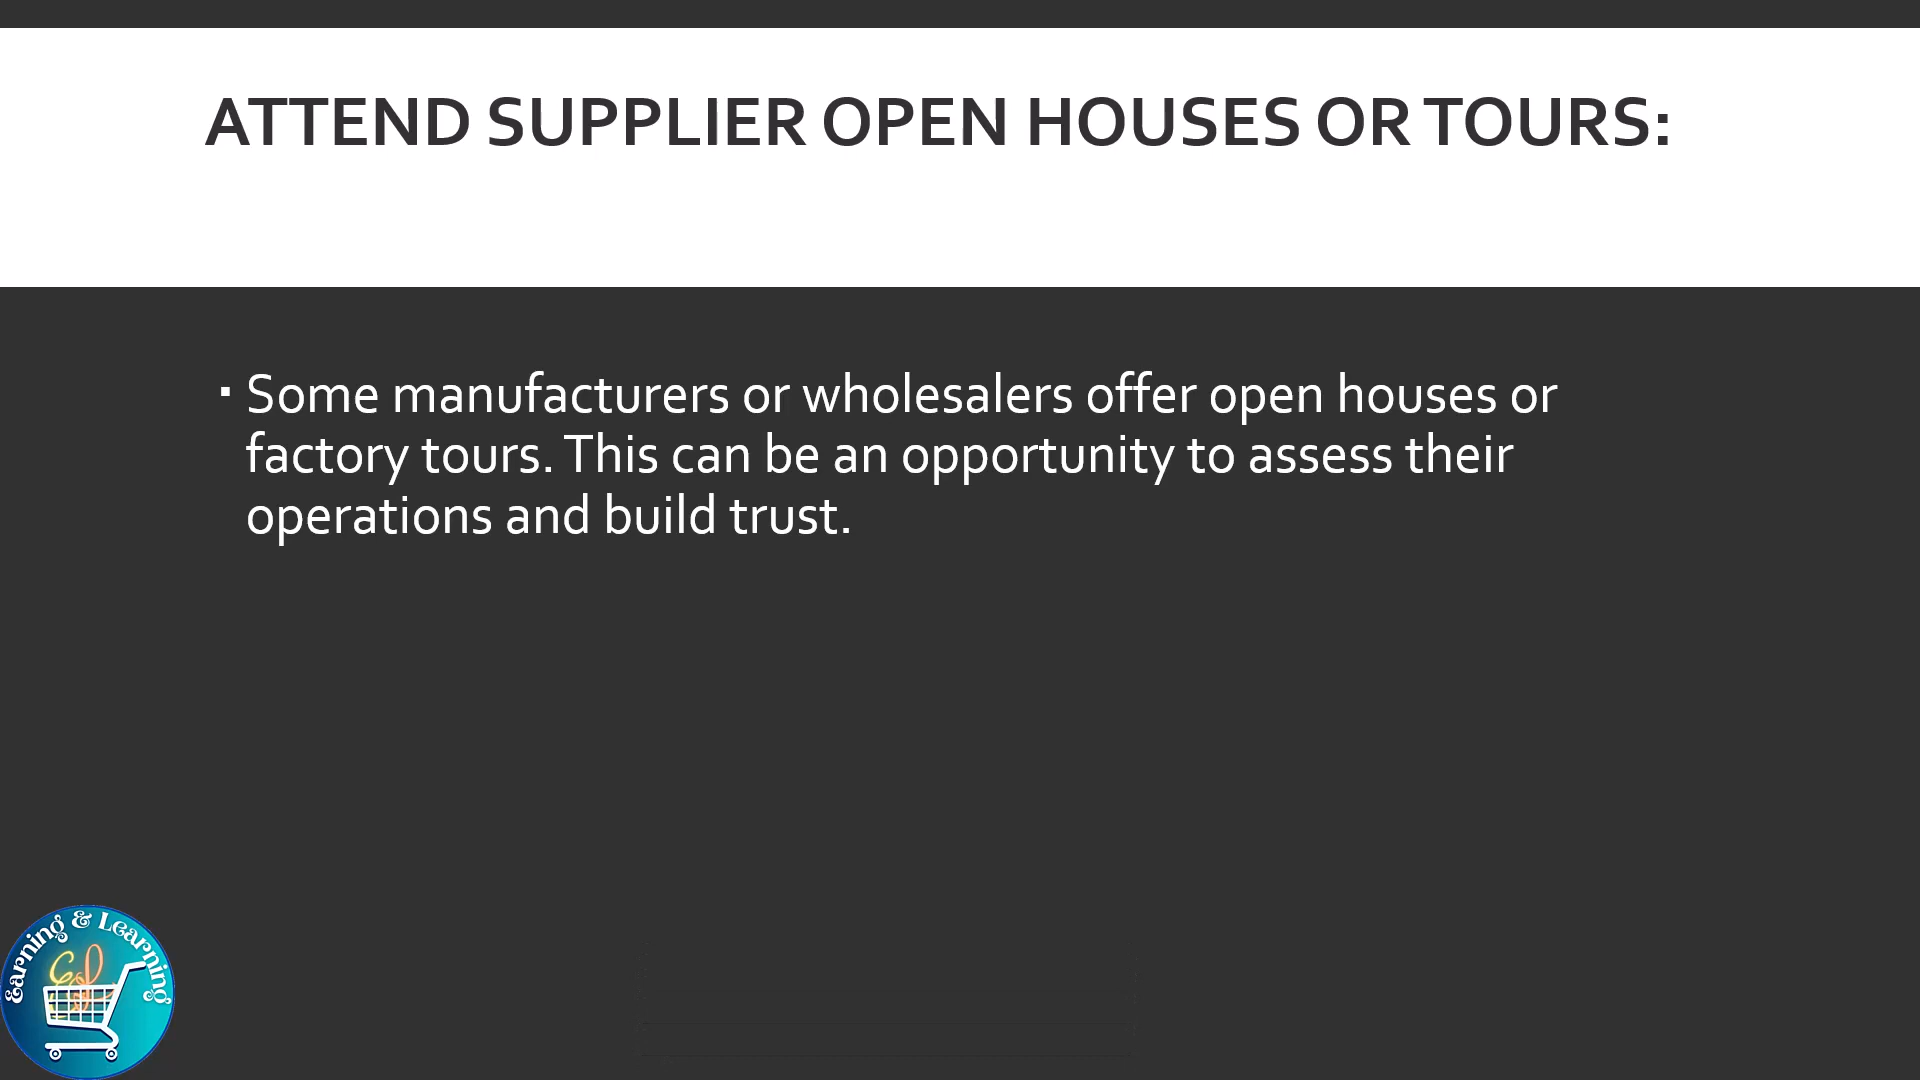 ATTEND SUPPLIER OPEN HOUSES OR TOURS:
▪ Some manufacturers or wholesalers offer open houses or
factory tours. This can be an opportunity to assess their
operations and build trust.
Earning & Learning